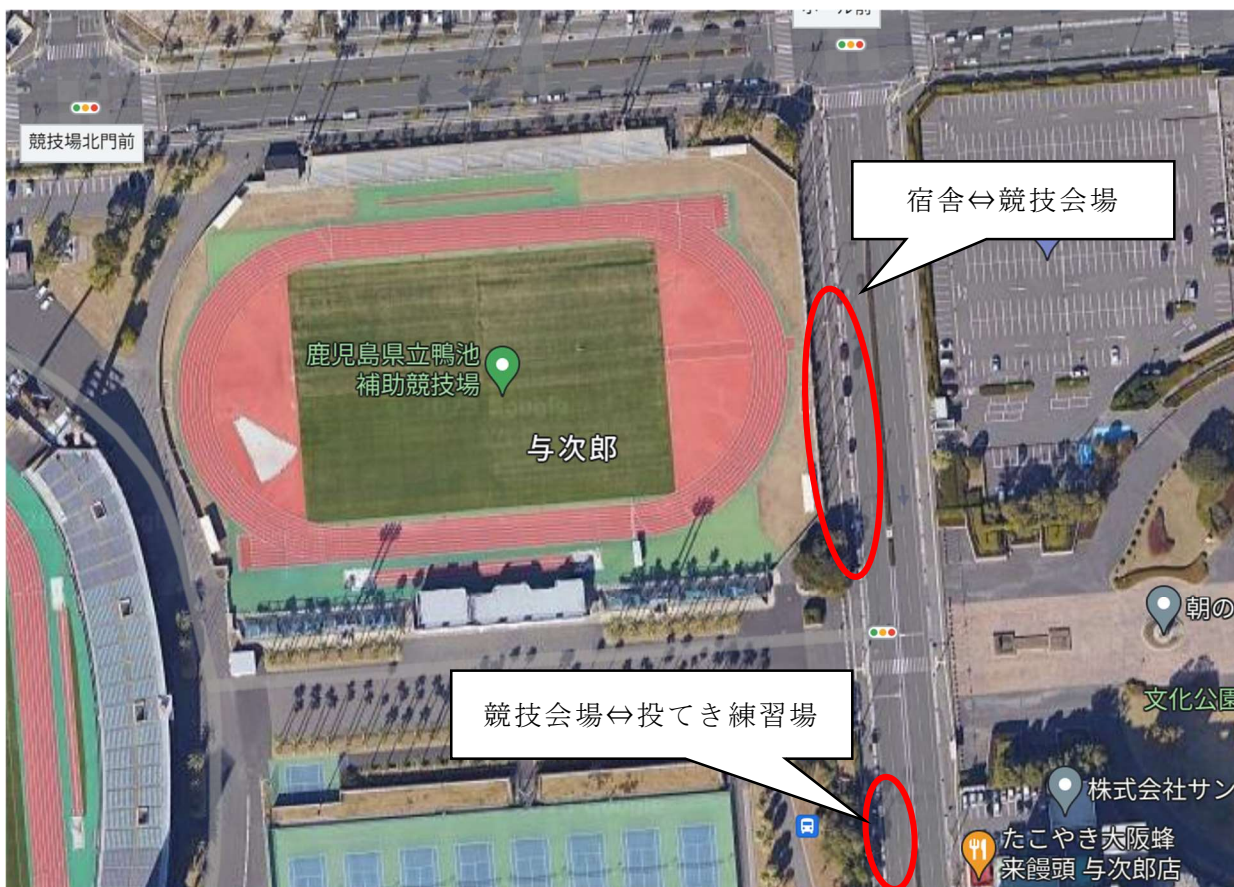 競技場北門前
宿舎⇔競技会場
鹿児島県立鴨池
補助競技場
与次郎
朝の
文化公園
競技会場⇔投てき練習場
株式会社サン
たこやき大阪蜂
来饅頭 与次郎店